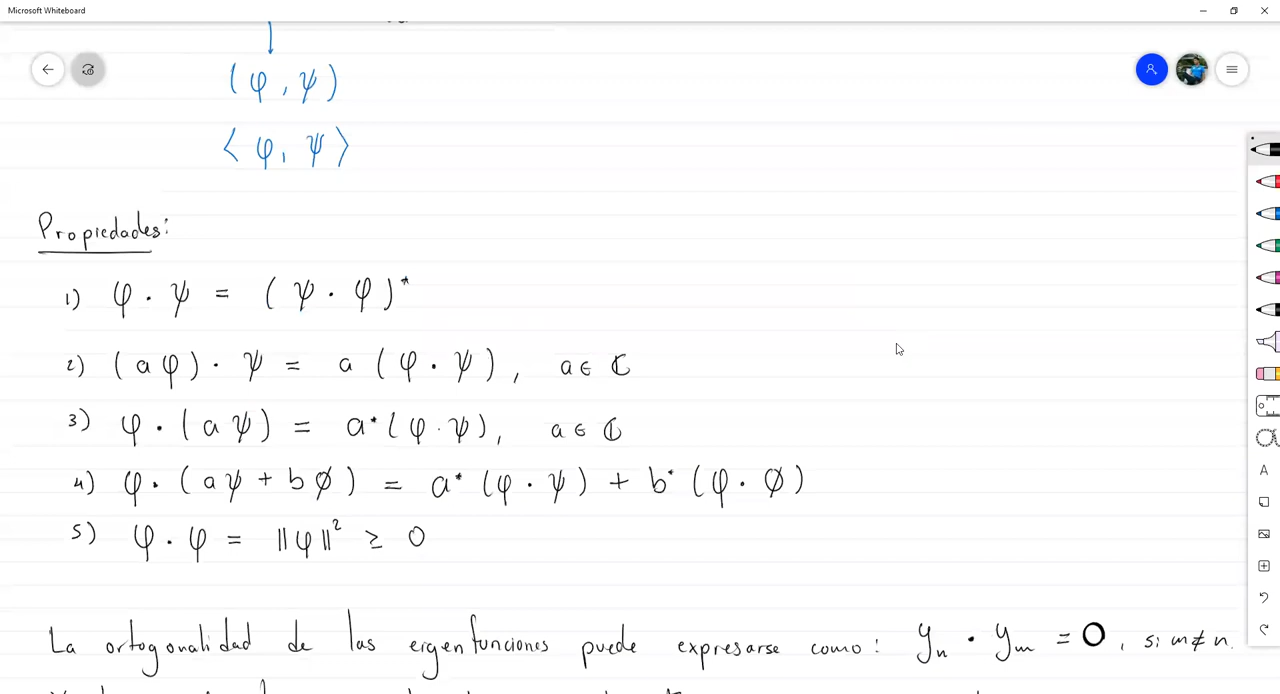 Microsoft Whiteboard
(φ, ψ)
⟨φ, ψ⟩
Propiedades:
1) φ · ψ = (ψ · φ)*
2) (aφ) · ψ = a (φ · ψ), a ∈ ℂ
3) φ · (aψ) = a* (φ · ψ), a ∈ ℂ
4) φ · (aψ + bØ) = a* (φ · ψ) + b* (φ · Ø)
5) φ · φ = ||φ||² ≥ 0
La ortogonalidad de las eigenfunciones puede expresarse como: yₙ · yₘ = 0, si m ≠ n.